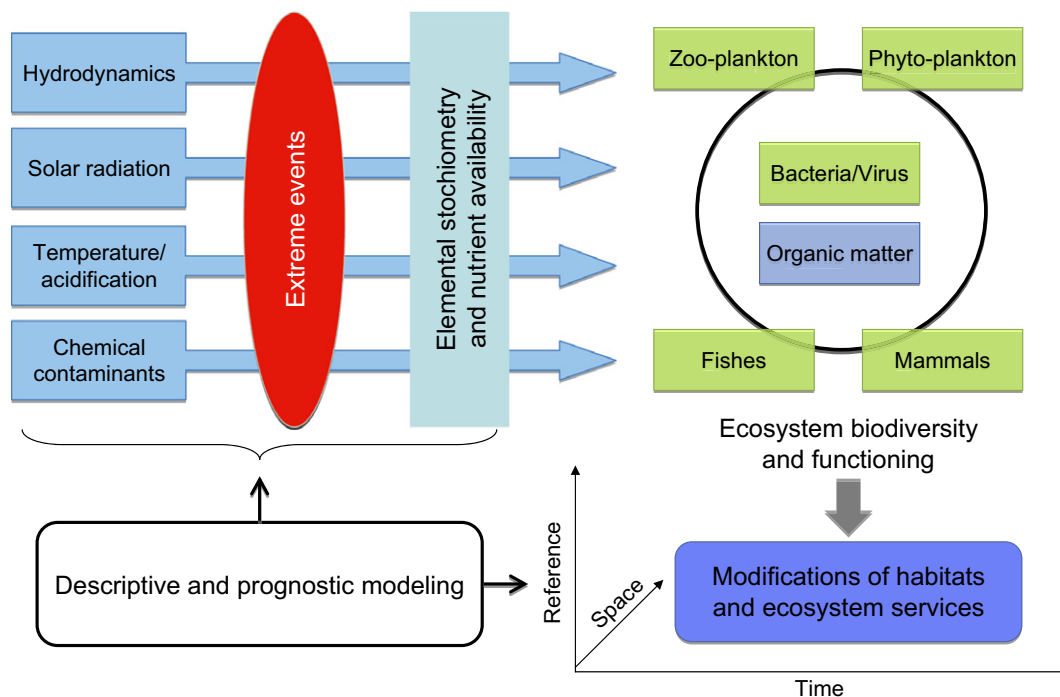 Hydrodynamics
Solar radiation
Temperature/
acidification
Chemical
contaminants
Extreme events
Elemental stochiometry
and nutrient availability
Zoo-plankton
Phyto-plankton
Bacteria/Virus
Organic matter
Fishes
Mammals
Ecosystem biodiversity
and functioning
Descriptive and prognostic modeling
Reference
Space
Time
Modifications of habitats
and ecosystem services